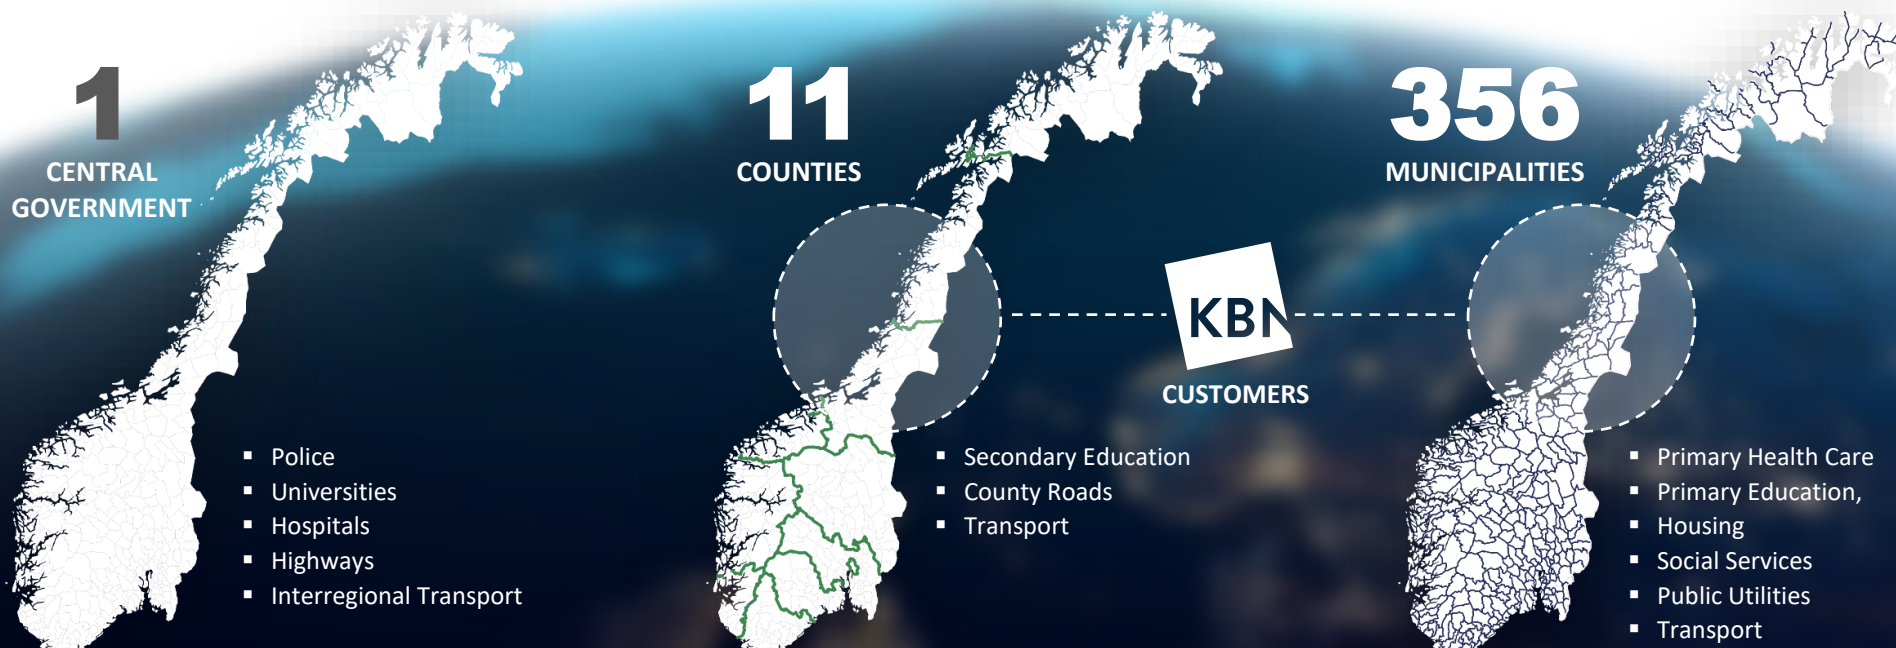 1
CENTRAL
GOVERNMENT
▪ Police
▪ Universities
▪ Hospitals
▪ Highways
▪ Interregional Transport
11
COUNTIES
▪ Secondary Education
▪ County Roads
▪ Transport
KBN
CUSTOMERS
356
MUNICIPALITIES
▪ Primary Health Care
▪ Primary Education,
▪ Housing
▪ Social Services
▪ Public Utilities
▪ Transport